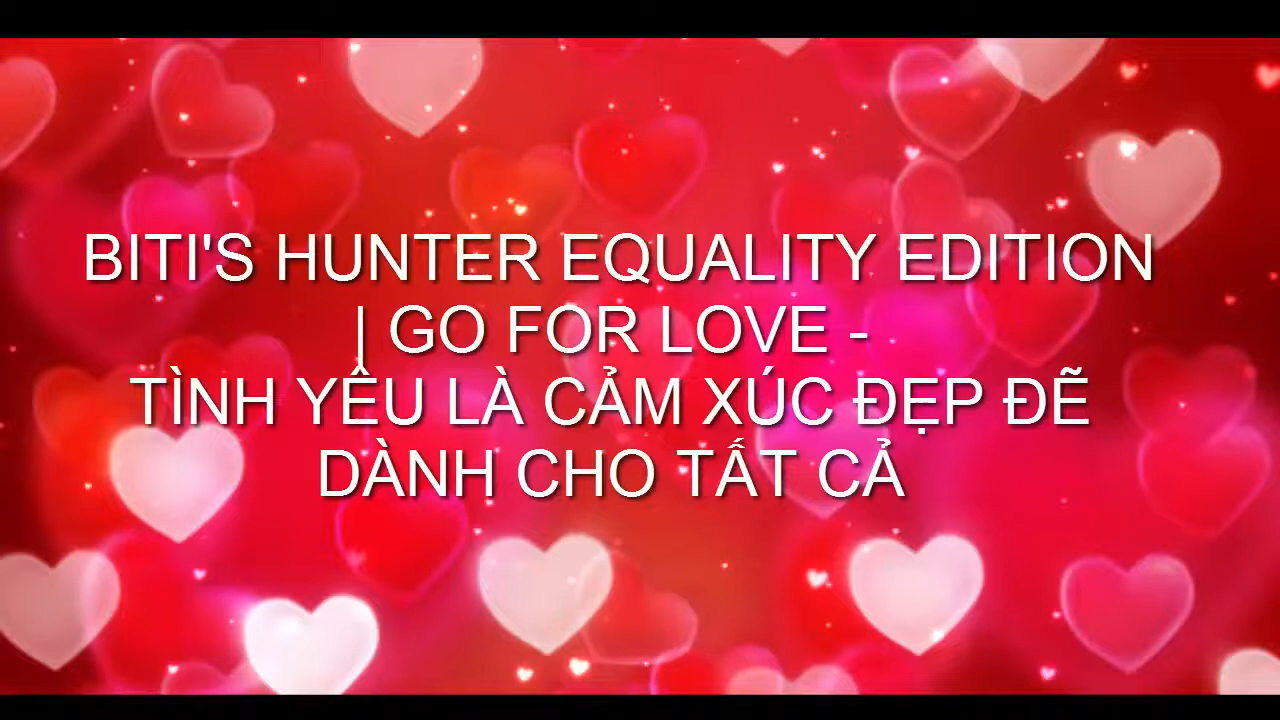 BITI'S HUNTER EQUALITY EDITION
| GO FOR LOVE -
TÌNH YÊU LÀ CẢM XÚC ĐẸP ĐẼ
DÀNH CHO TẤT CẢ